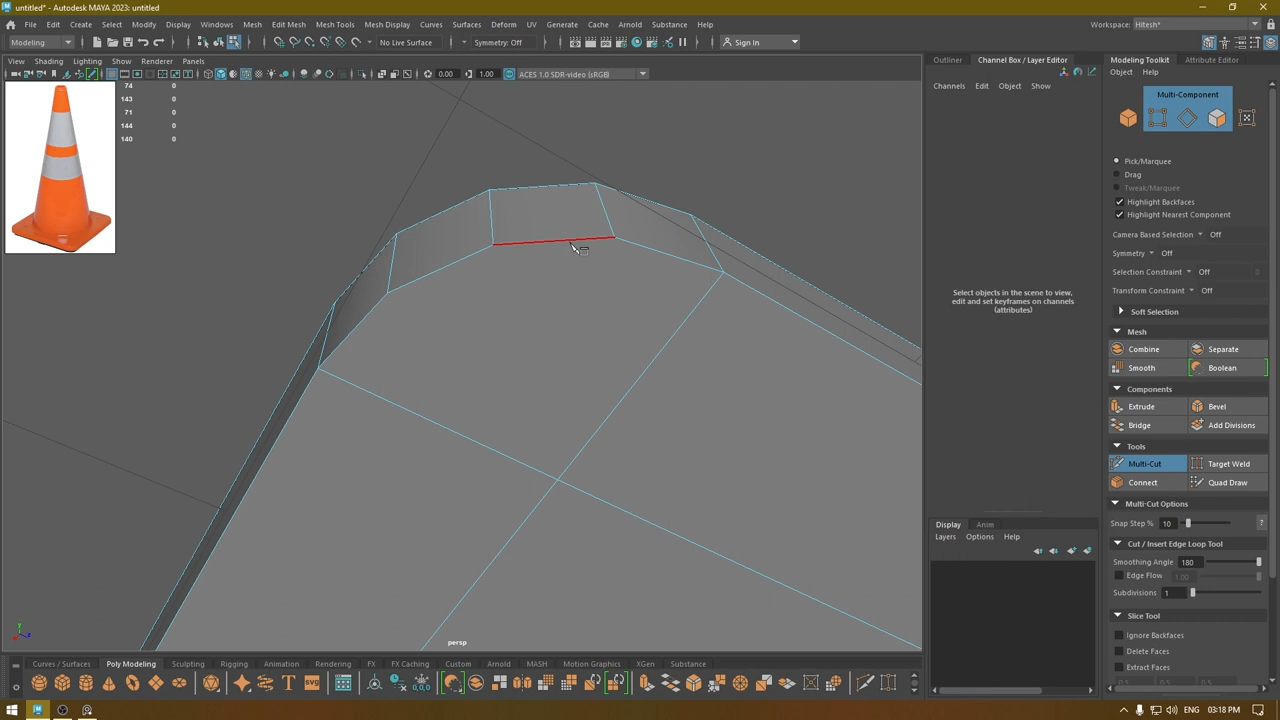 untitled* - Autodesk MAYA 2023: untitled
File Edit Create Select Modify Display Windows Mesh Edit Mesh Mesh Tools Mesh Display Curves Surfaces Deform UV Generate Cache Arnold Substance Help
Workspace: Hitesh*
Modeling No Live Surface Symmetry: Off Sign In
View Shading Lighting Show Renderer Panels
0.00 1.00 ACES 1.0 SDR-video (sRGB)
74 0
143 0
71 0
144 0
140 0
persp
Outliner Channel Box / Layer Editor
Channels Edit Object Show
Select objects in the scene to view,
edit and set keyframes on channels
(attributes)
Display Anim
Layers Options Help
Modeling Toolkit Attribute Editor
Object Help
Multi-Component
Pick/Marquee
Drag
Tweak/Marquee
Highlight Backfaces
Highlight Nearest Component
Camera Based Selection Off
Symmetry Off
Selection Constraint Off
Transform Constraint Off
Soft Selection
Mesh
Combine Separate
Smooth Boolean
Components
Extrude Bevel
Bridge Add Divisions
Tools
Multi-Cut Target Weld
Connect Quad Draw
Multi-Cut Options
Snap Step % 10 ?
Cut / Insert Edge Loop Tool
Smoothing Angle 180
Edge Flow 1.00
Subdivisions 1
Slice Tool
Ignore Backfaces
Delete Faces
Extract Faces
Curves / Surfaces Poly Modeling Sculpting Rigging Animation Rendering FX FX Caching Custom Arnold MASH Motion Graphics XGen Substance
SVG
0,0,0
ENG 03:18 PM